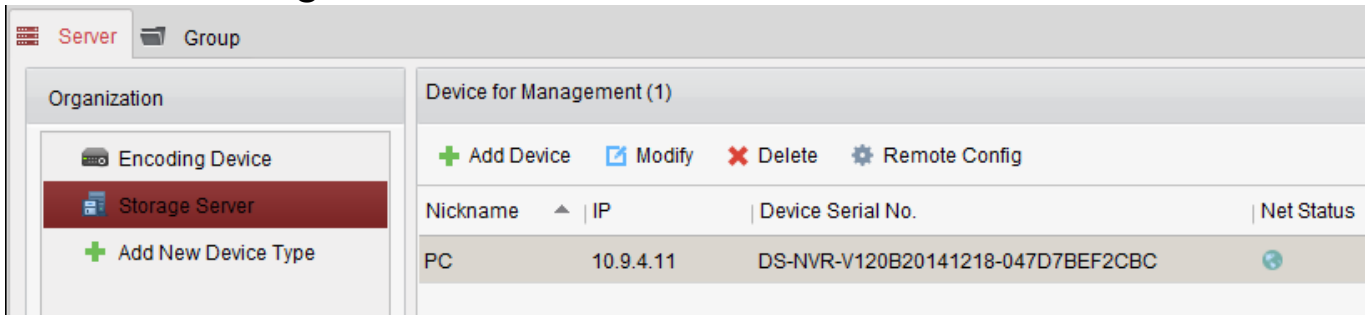 Server Group
Organization
Device for Management (1)
Encoding Device
Storage Server
Add New Device Type
Add Device Modify Delete Remote Config
Nickname IP Device Serial No. Net Status
PC 10.9.4.11 DS-NVR-V120B20141218-047D7BEF2CBC